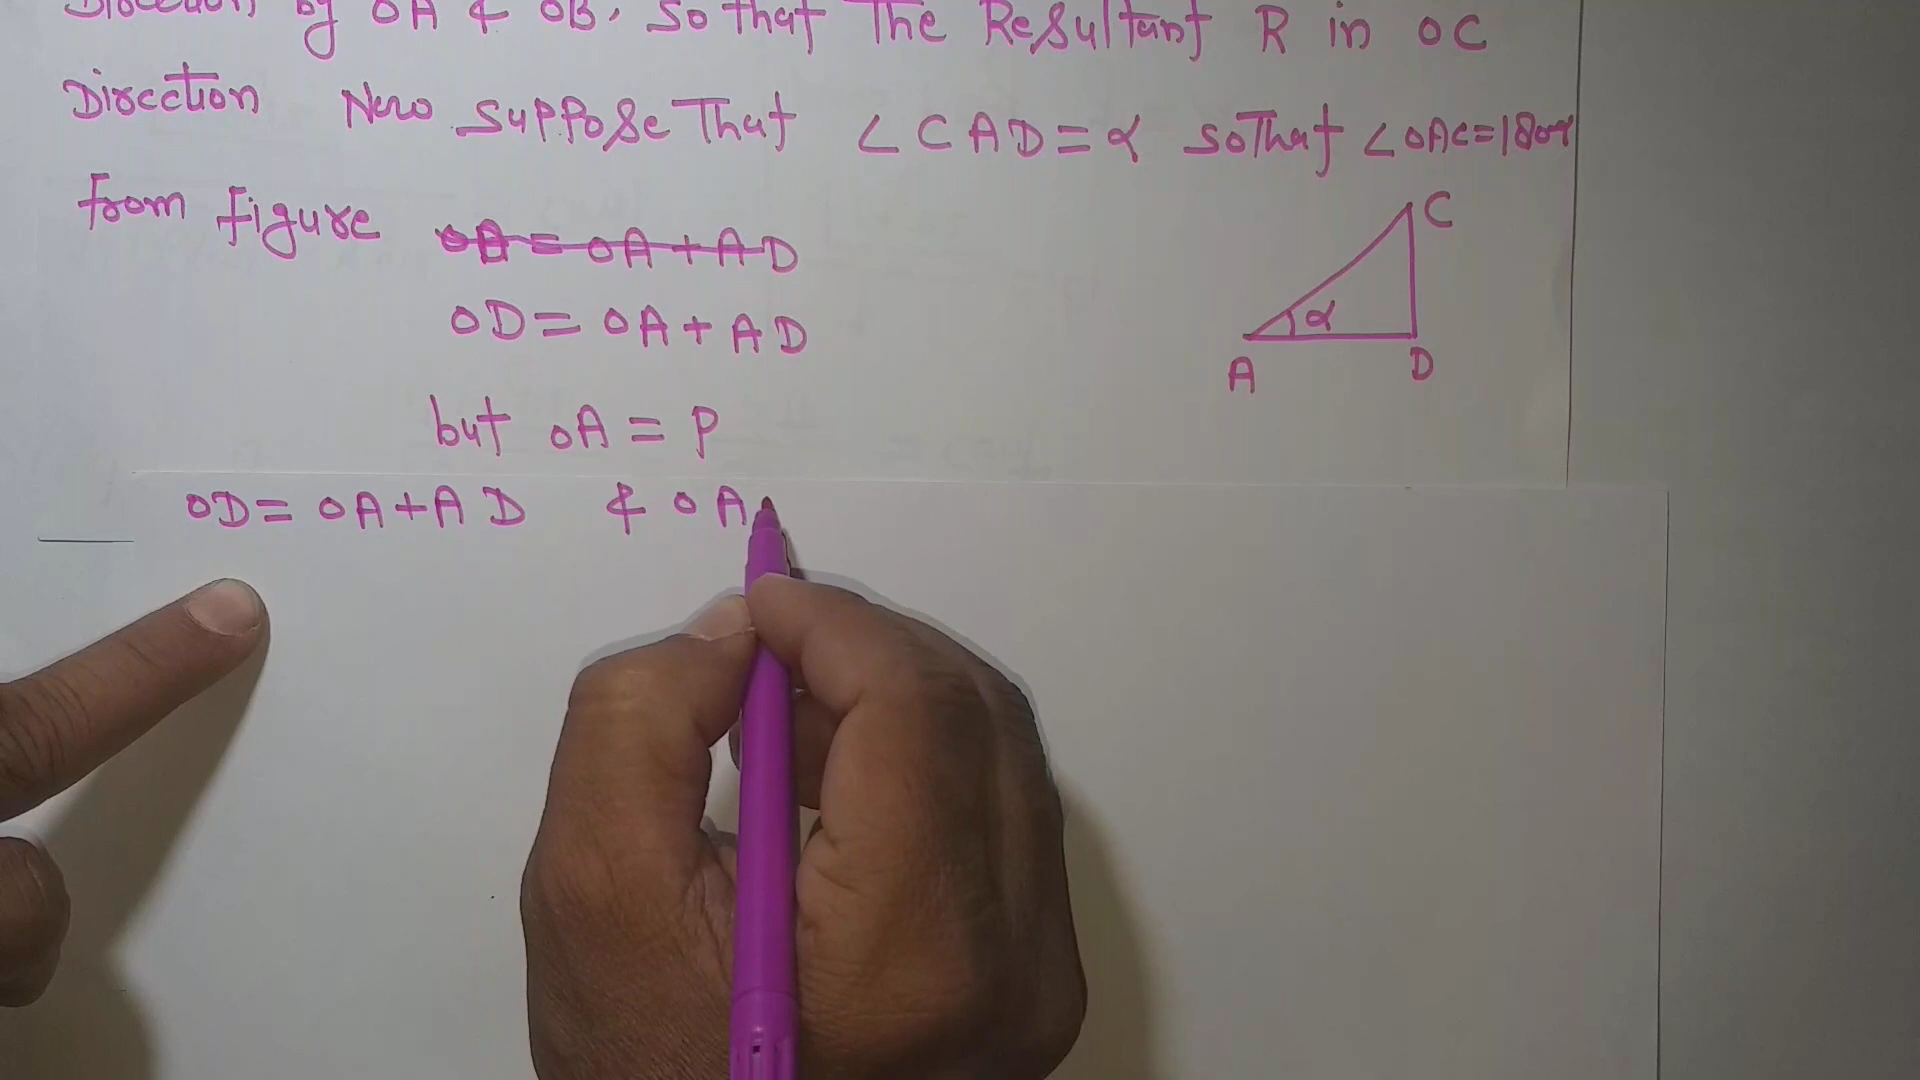 Direction by OA & OB, so that The Resultant R in OC
Direction Now suppose That ∠CAD=α so That ∠OAC=180-α
from figure OB = OA + AD
OD = OA + AD
but OA = P
OD = OA + AD & OA
C
α
A
D